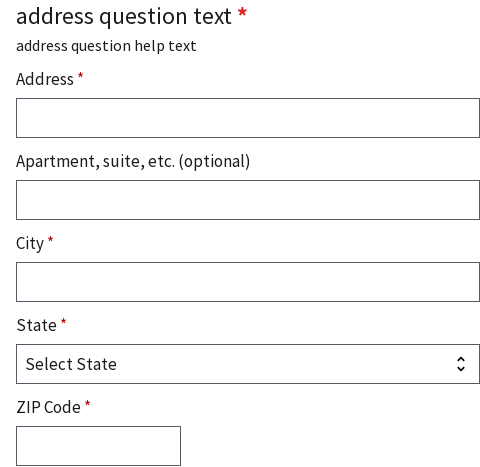 address question text *
address question help text
Address *
Apartment, suite, etc. (optional)
City *
State *
Select State
ZIP Code *